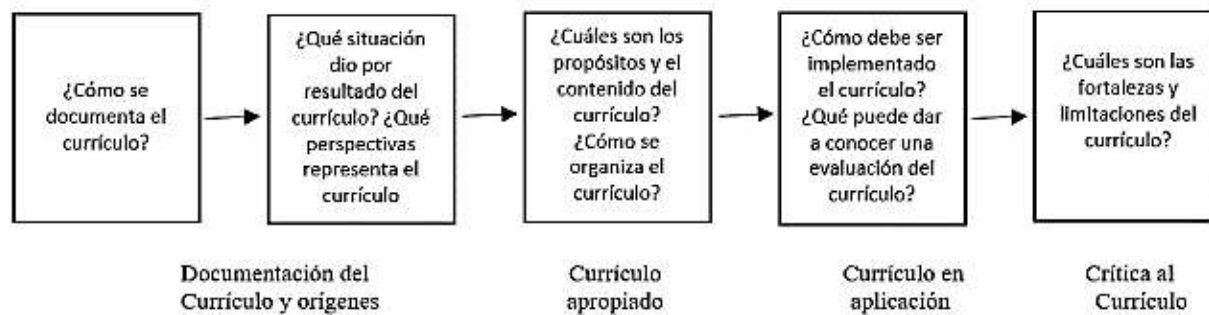 ¿Cómo se
documenta el
currículo?
¿Qué situación
dio por
resultado del
currículo? ¿Qué
perspectivas
representa el
currículo
¿Cuáles son los
propósitos y el
contenido del
currículo?
¿Cómo se
organiza el
currículo?
¿Cómo debe ser
implementado
el currículo?
¿Qué puede dar
a conocer una
evaluación del
currículo?
¿Cuáles son las
fortalezas y
limitaciones del
currículo?
Documentación del
Currículo y orígenes
Currículo
apropiado
Currículo en
aplicación
Crítica al
Currículo